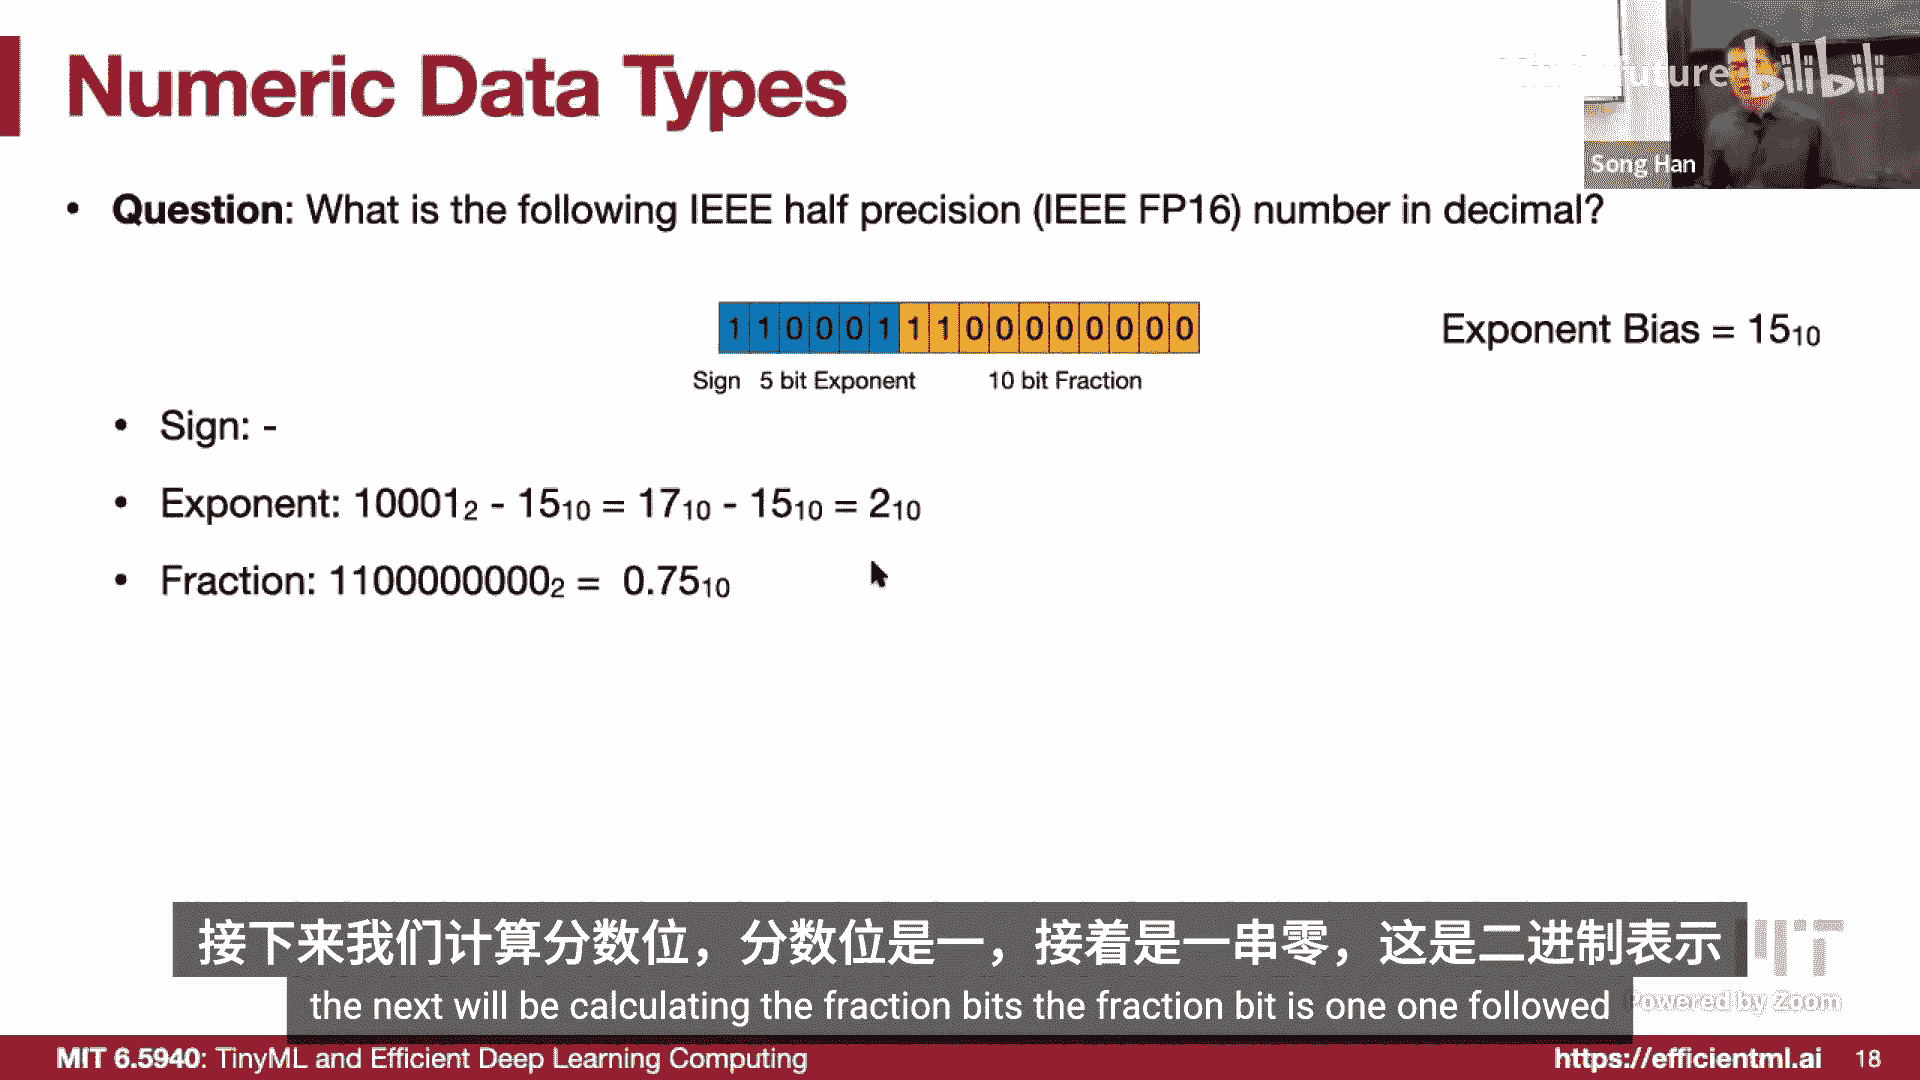 Numeric Data Types
uture
bilibili
Song Han
• Question: What is the following IEEE half precision (IEEE FP16) number in decimal?
1 1 0 0 0 1 1 1 0 0 0 0 0 0 0 0
Exponent Bias = 15₁₀
Sign 5 bit Exponent 10 bit Fraction
• Sign: -
• Exponent: 10001₂ - 15₁₀ = 17₁₀ - 15₁₀ = 2₁₀
• Fraction: 1100000000₂ = 0.75₁₀
接下来我们计算分数位，分数位是一，接着是一串零，这是二进制表示
the next will be calculating the fraction bits the fraction bit is one one followed
Powered by Zoom
MIT 6.5940: TinyML and Efficient Deep Learning Computing
https://efficientml.ai
18